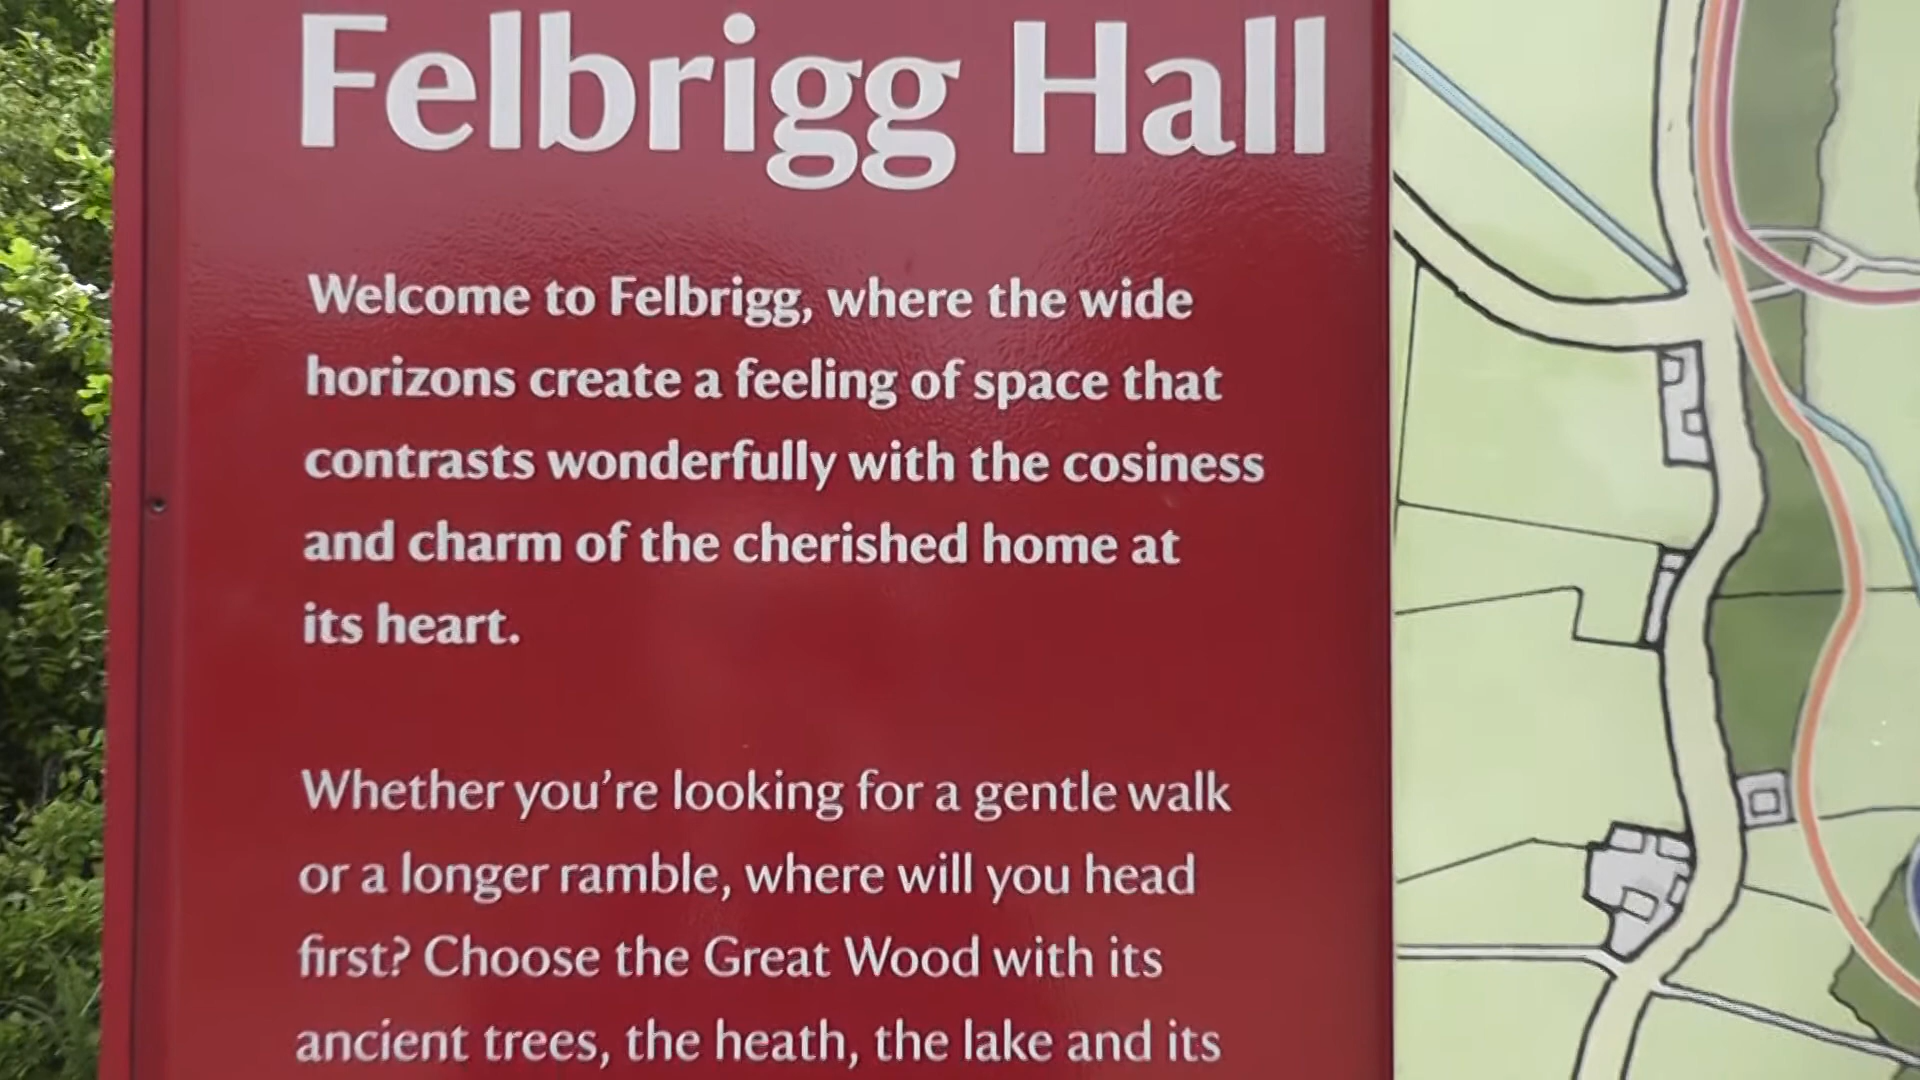 Felbrigg Hall
Welcome to Felbrigg, where the wide
horizons create a feeling of space that
contrasts wonderfully with the cosiness
and charm of the cherished home at
its heart.
Whether you’re looking for a gentle walk
or a longer ramble, where will you head
first? Choose the Great Wood with its
ancient trees, the heath, the lake and its